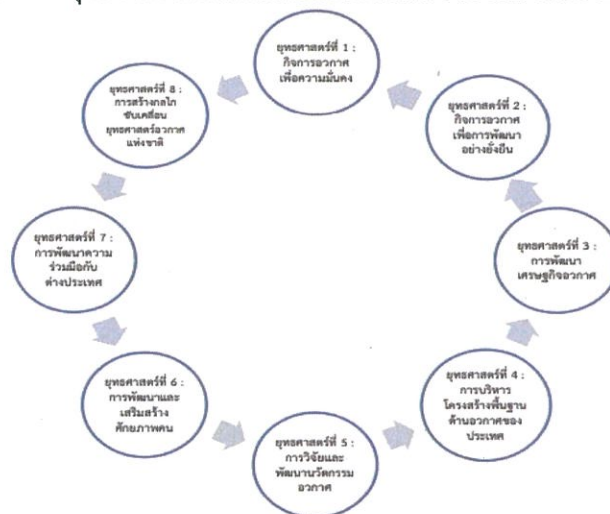 ยุทธศาสตร์ที่ 1 :
กิจการอวกาศ
เพื่อความมั่นคง
ยุทธศาสตร์ที่ 2 :
กิจการอวกาศ
เพื่อการพัฒนา
อย่างยั่งยืน
ยุทธศาสตร์ที่ 3 :
การพัฒนา
เศรษฐกิจอวกาศ
ยุทธศาสตร์ที่ 4 :
การบริหาร
โครงสร้างพื้นฐาน
ด้านอวกาศของ
ประเทศ
ยุทธศาสตร์ที่ 5 :
การวิจัยและ
พัฒนานวัตกรรม
อวกาศ
ยุทธศาสตร์ที่ 6 :
การพัฒนาและ
เสริมสร้าง
ศักยภาพคน
ยุทธศาสตร์ที่ 7 :
การพัฒนาความ
ร่วมมือกับ
ต่างประเทศ
ยุทธศาสตร์ที่ 8 :
การสร้างกลไก
ขับเคลื่อน
ยุทธศาสตร์อวกาศ
แห่งชาติ